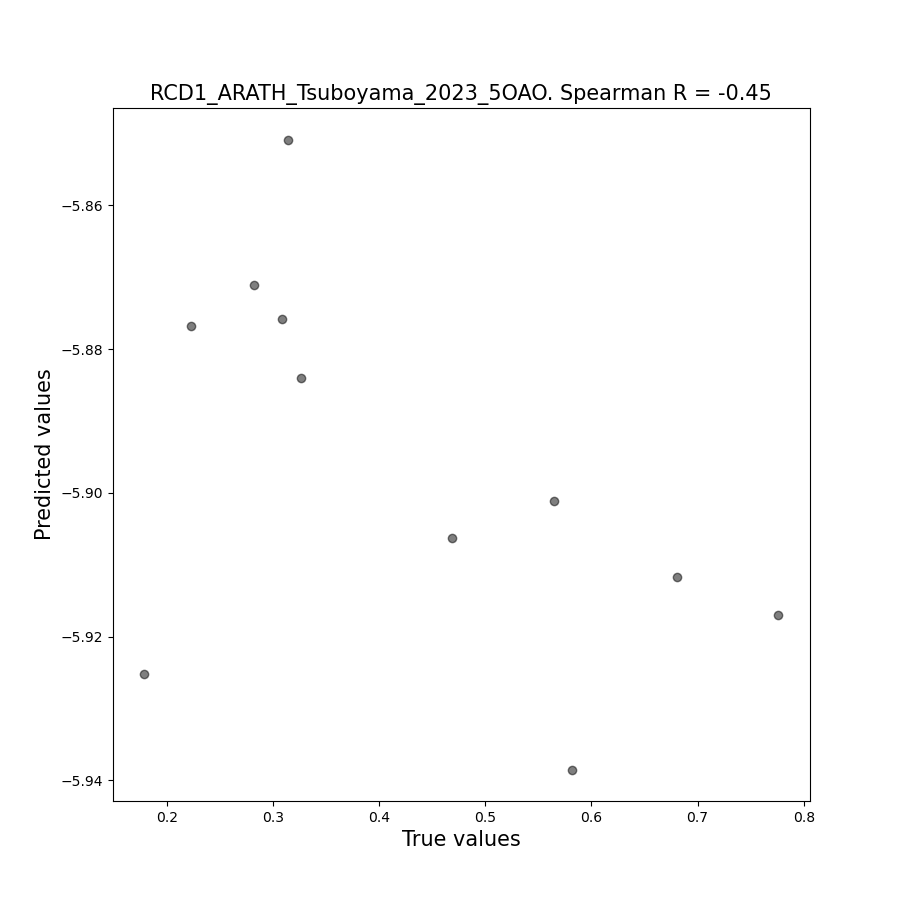 RCD1_ARATH_Tsuboyama_2023_5OAO. Spearman R = -0.45
−5.86
−5.88
−5.90
−5.92
−5.94
Predicted values
0.2 0.3 0.4 0.5 0.6 0.7 0.8
True values